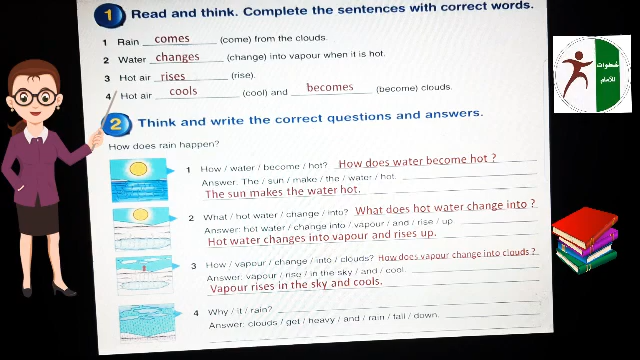 1 Read and think. Complete the sentences with correct words.
1 Rain comes (come) from the clouds.
2 Water changes (change) into vapour when it is hot.
3 Hot air rises (rise).
4 Hot air cools (cool) and becomes (become) clouds.
2 Think and write the correct questions and answers.
How does rain happen?
1 How / water / become / hot? How does water become hot ?
Answer: The / sun / make / the / water / hot.
The sun makes the water hot.
2 What / hot water / change / into? What does hot water change into ?
Answer: hot water / change / into / vapour / and / rise / up
Hot water changes into vapour and rises up.
3 How / vapour / change / into / clouds? How does vapour change into clouds ?
Answer: vapour / rise / in the sky / and / cool.
Vapour rises in the sky and cools.
4 Why / it / rain?
Answer: clouds / get / heavy / and / rain / fall / down.
خطوات
للأمام